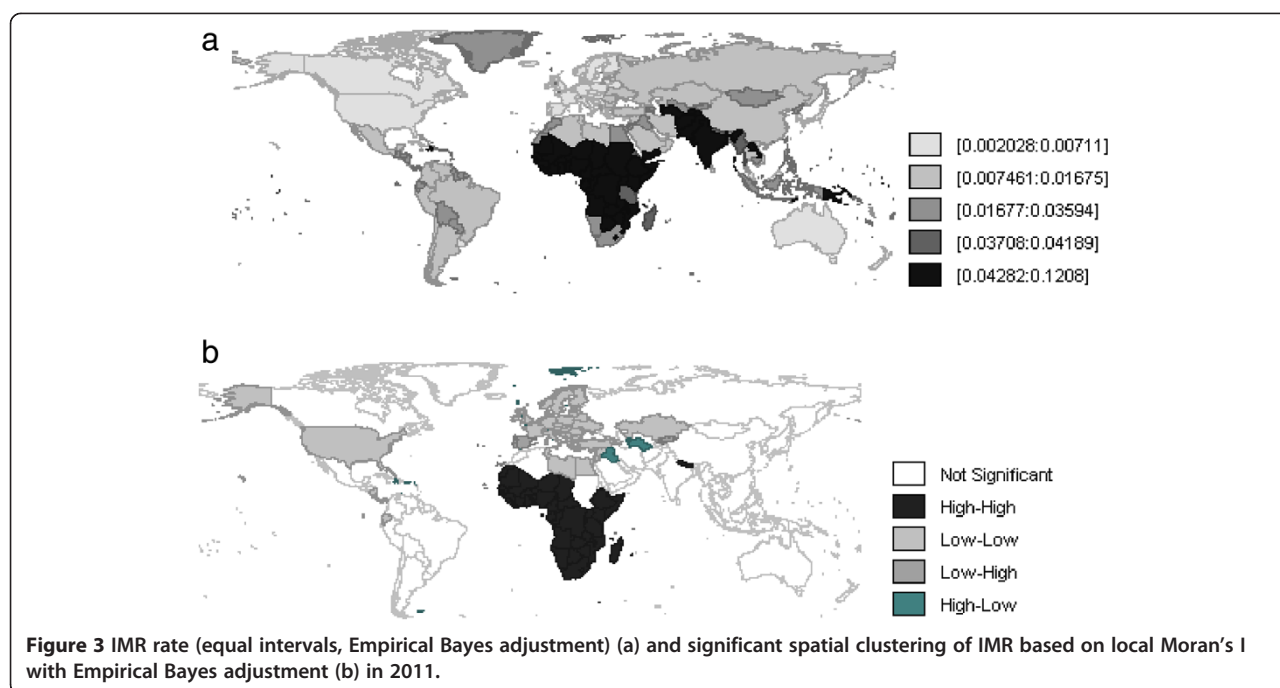 a
[0.002028:0.00711]
[0.007461:0.01675]
[0.01677:0.03594]
[0.03708:0.04189]
[0.04282:0.1208]
b
Not Significant
High-High
Low-Low
Low-High
High-Low
Figure 3 IMR rate (equal intervals, Empirical Bayes adjustment) (a) and significant spatial clustering of IMR based on local Moran's I
with Empirical Bayes adjustment (b) in 2011.